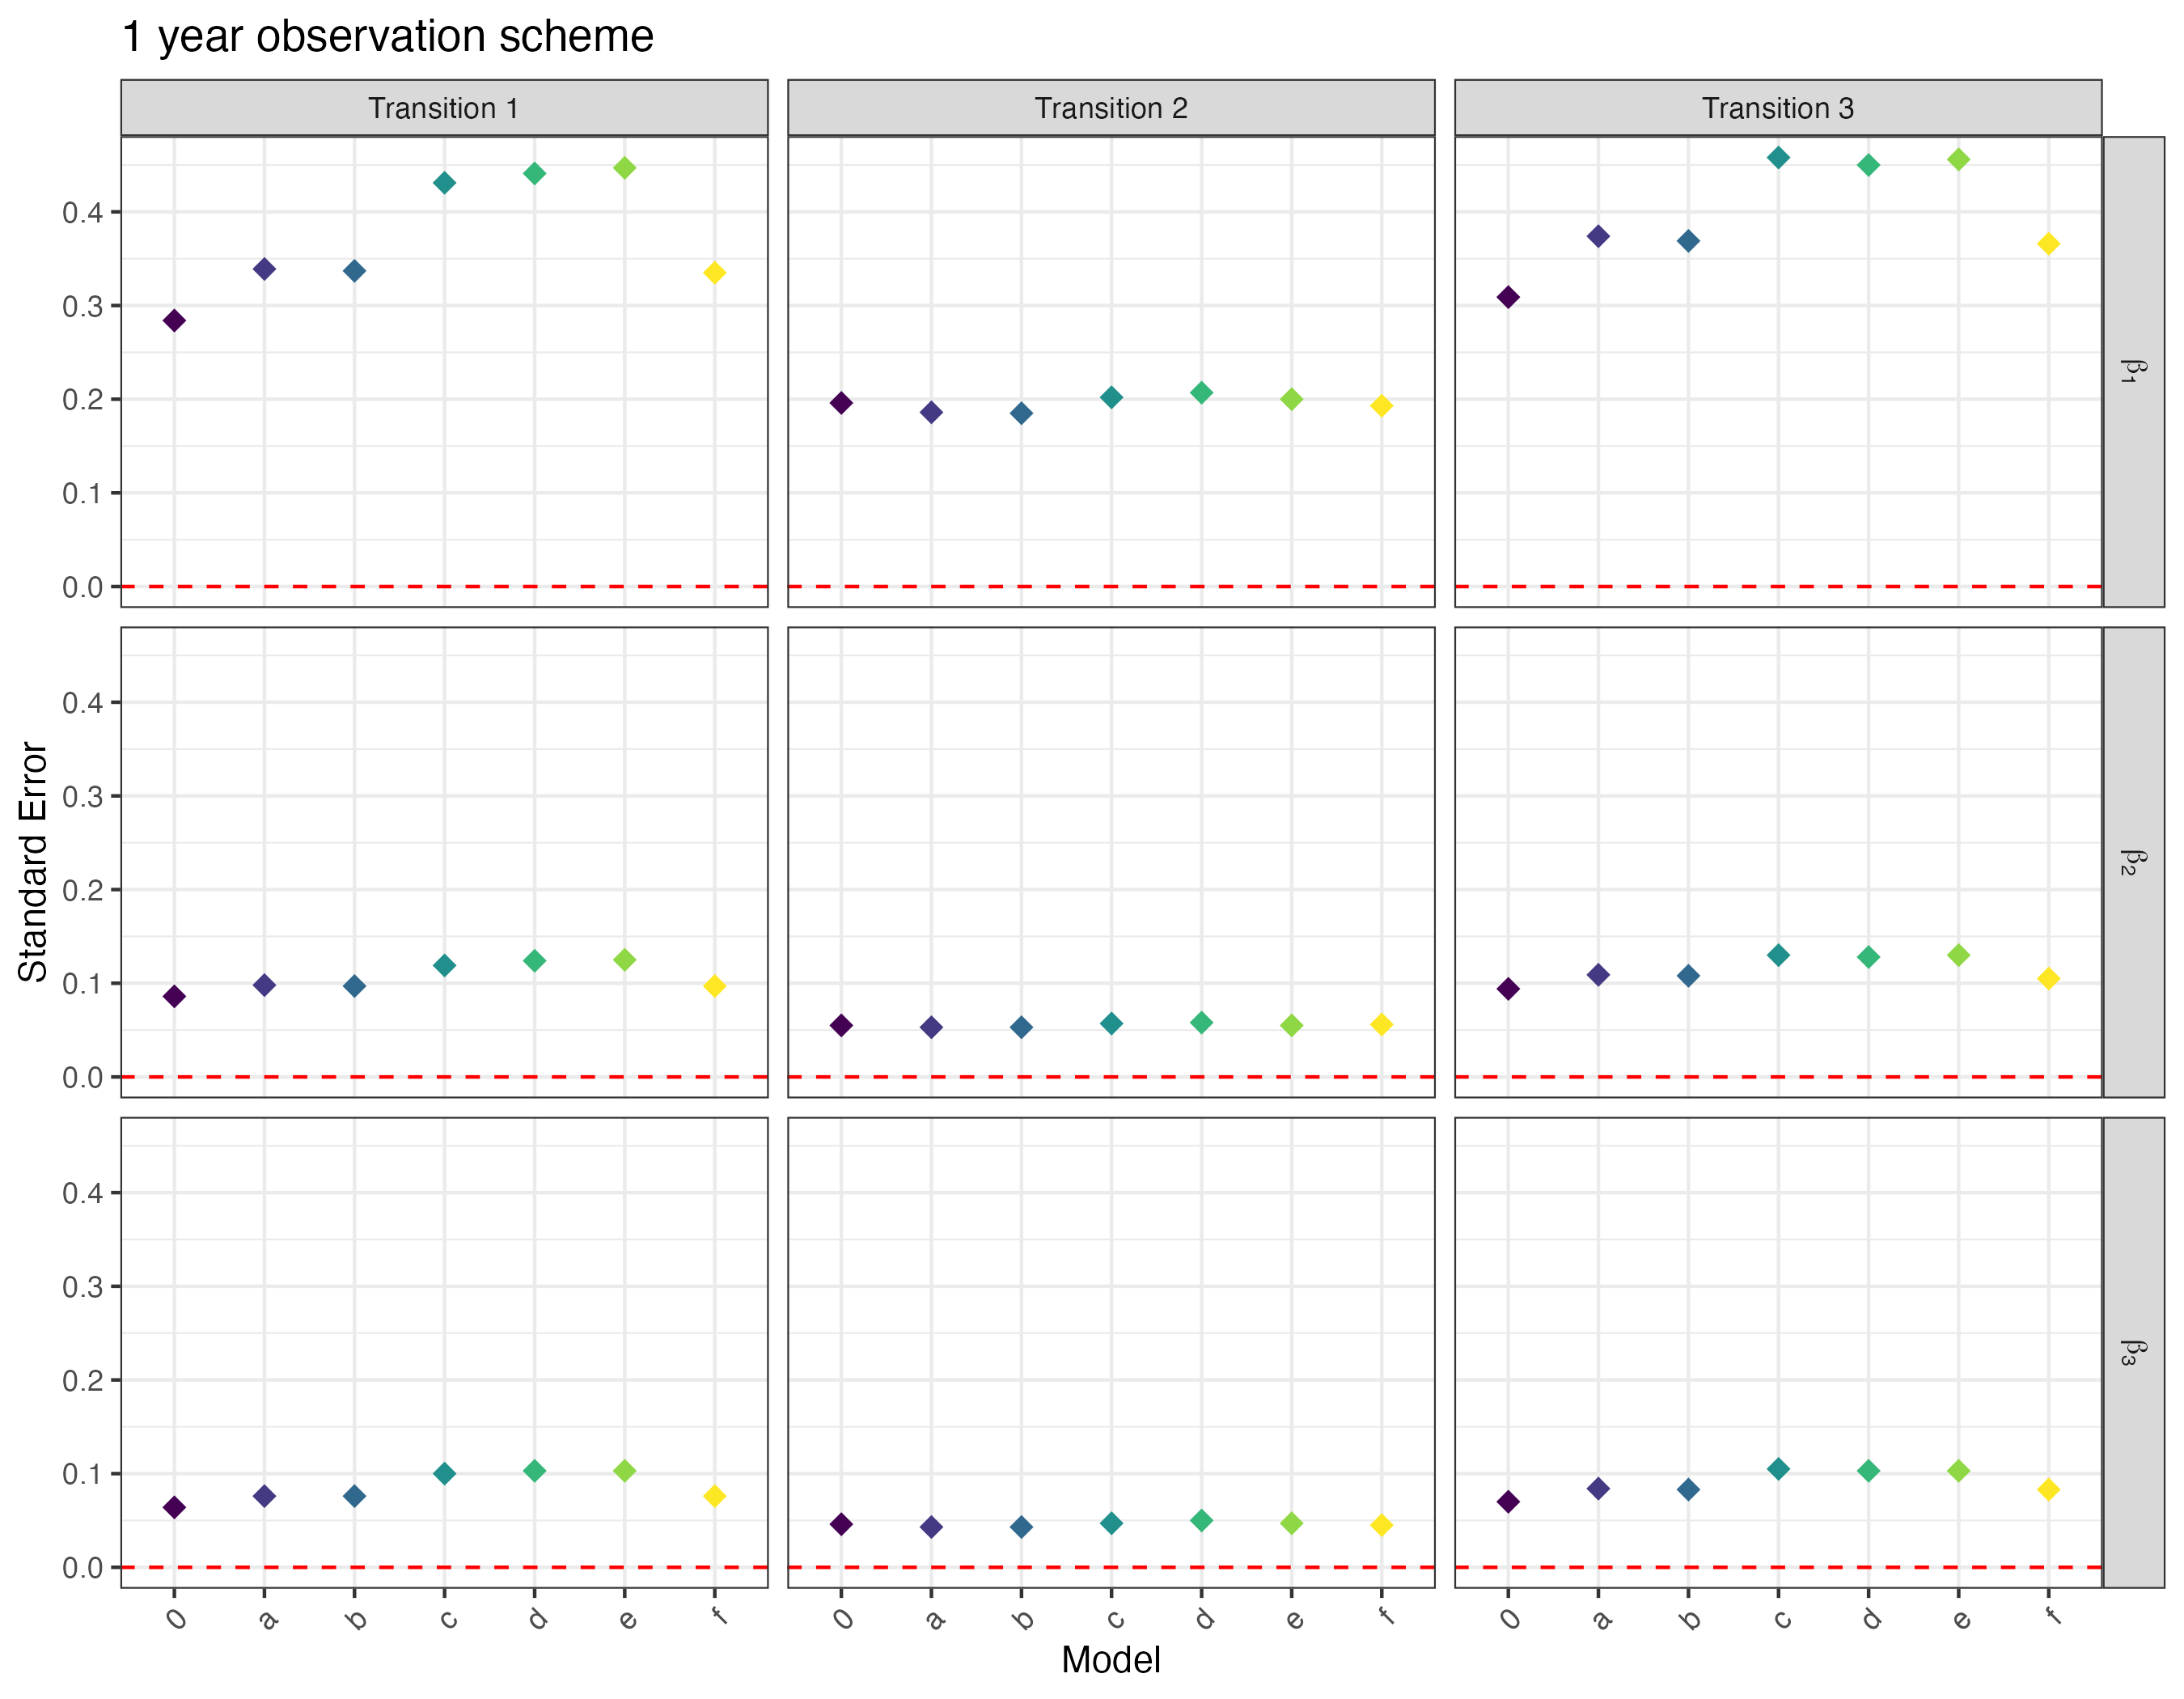 1 year observation scheme
Transition 1
Transition 2
Transition 3
0.4
0.3
0.2
0.1
0.0
β1
0.4
0.3
0.2
0.1
0.0
β2
0.4
0.3
0.2
0.1
0.0
β3
Standard Error
0 a b c d e f
0 a b c d e f
0 a b c d e f
Model